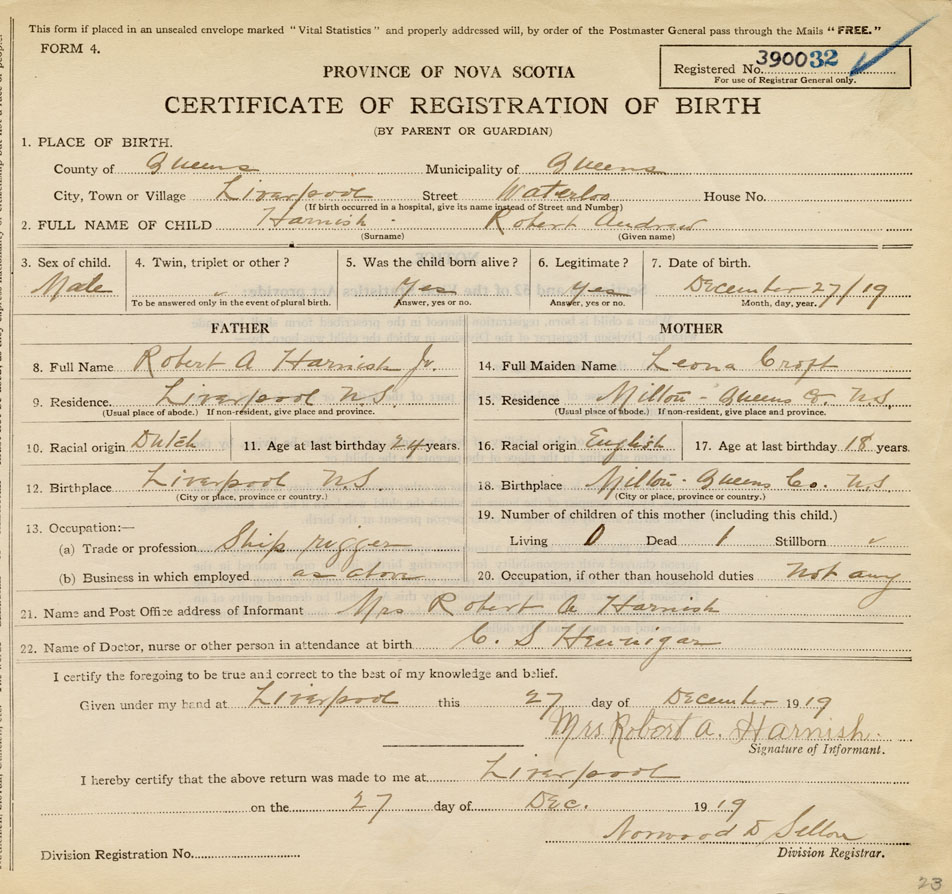 This form if placed in an unsealed envelope marked "Vital Statistics" and properly addressed will, by order of the Postmaster General pass through the Mails "FREE."
FORM 4.
Registered No. 390032
For use of Registrar General only.
PROVINCE OF NOVA SCOTIA
CERTIFICATE OF REGISTRATION OF BIRTH
(BY PARENT OR GUARDIAN)
1. PLACE OF BIRTH.
County of Queens Municipality of Queens
City, Town or Village Liverpool Street Waterloo House No.
(If birth occurred in a hospital, give its name instead of Street and Number)
2. FULL NAME OF CHILD Harnish - Robert Andrew
(Surname) (Given name)
3. Sex of child. 4. Twin, triplet or other? 5. Was the child born alive? 6. Legitimate? 7. Date of birth.
Male Yes yes December 27/19
To be answered only in the event of plural birth. Answer, yes or no. Answer, yes or no. Month, day, year.
FATHER MOTHER
8. Full Name Robert A Harnish Jr. 14. Full Maiden Name Leona Croft
9. Residence. Liverpool N.S. 15. Residence Milton - Queens Co. N.S.
(Usual place of abode.) If non-resident, give place and province. (Usual place of abode.) If non-resident, give place and province.
10. Racial origin Dutch 11. Age at last birthday 24 years. 16. Racial origin English 17. Age at last birthday 18 years.
12. Birthplace Liverpool N.S. 18. Birthplace Milton - Queens Co. N.S.
(City or place, province or country.) (City or place, province or country.)
13. Occupation:— 19. Number of children of this mother (including this child.)
(a) Trade or profession Ship rigger Living 0 Dead 1 Stillborn
(b) Business in which employed as above 20. Occupation, if other than household duties not any
21. Name and Post Office address of Informant Mrs Robert A Harnish
22. Name of Doctor, nurse or other person in attendance at birth C. S Hennigar
I certify the foregoing to be true and correct to the best of my knowledge and belief.
Given under my hand at Liverpool this 27 day of December 1919
Mrs Robert A. Harnish.
Signature of Informant.
I hereby certify that the above return was made to me at Liverpool
on the 27 day of Dec. 1919
Norwood D
Division Registration No. Division Registrar.
23